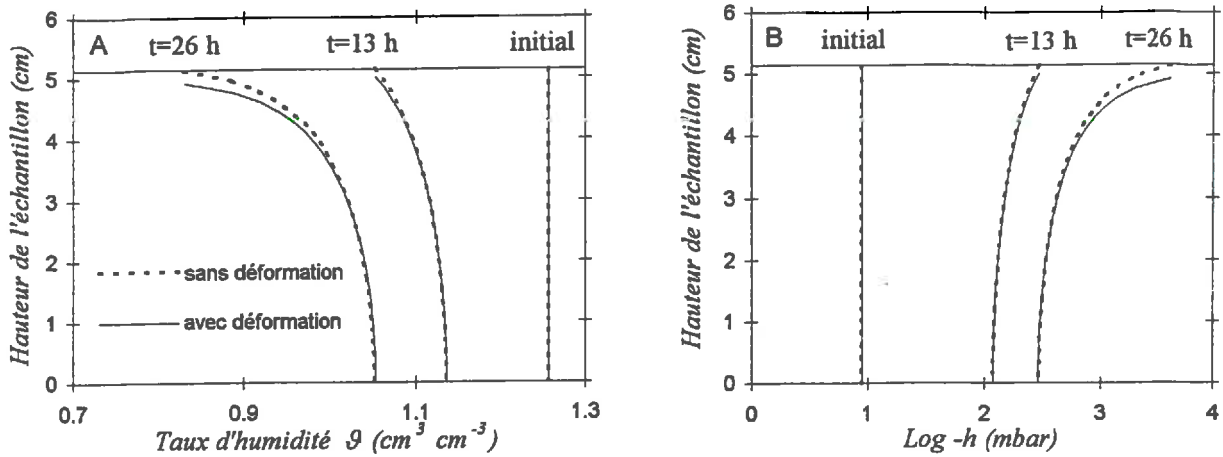 A
t=26 h
t=13 h
initial
Hauteur de l'échantillon (cm)
6
5
4
3
2
1
0
sans déformation
avec déformation
0.7
0.9
1.1
1.3
Taux d'humidité ϑ (cm³ cm⁻³)
B
initial
t=13 h
t=26 h
Hauteur de l'échantillon (cm)
6
5
4
3
2
1
0
0
1
2
3
4
Log -h (mbar)